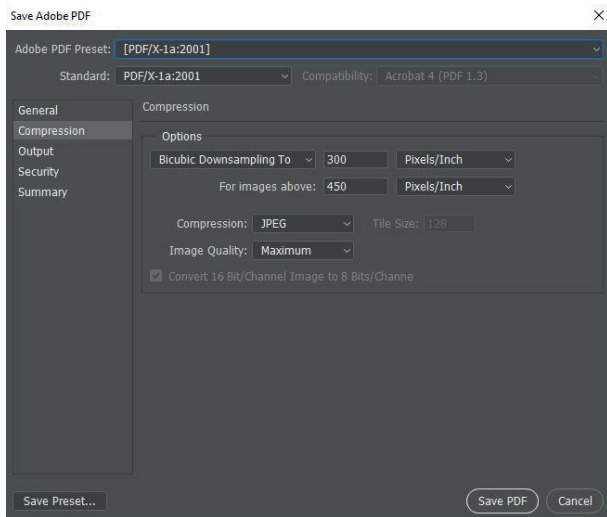 Save Adobe PDF
Adobe PDF Preset: [PDF/X-1a:2001]
Standard: PDF/X-1a:2001 Compatibility: Acrobat 4 (PDF 1.3)
General
Compression
Output
Security
Summary
Compression
Options
Bicubic Downsampling To 300 Pixels/Inch
For images above: 450 Pixels/Inch
Compression: JPEG Tile Size: 128
Image Quality: Maximum
Convert 16 Bit/Channel Image to 8 Bits/Channe
Save Preset... Save PDF Cancel